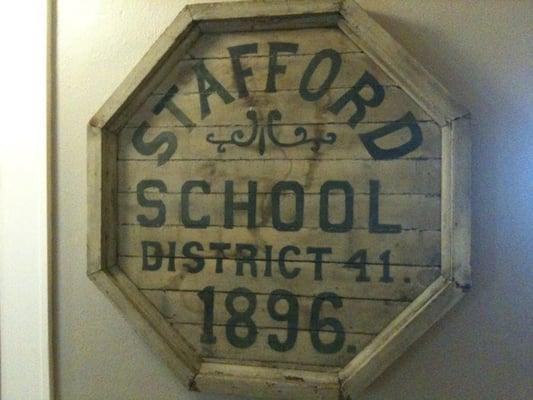 STAFFORD
SCHOOL
DISTRICT 41.
1896.